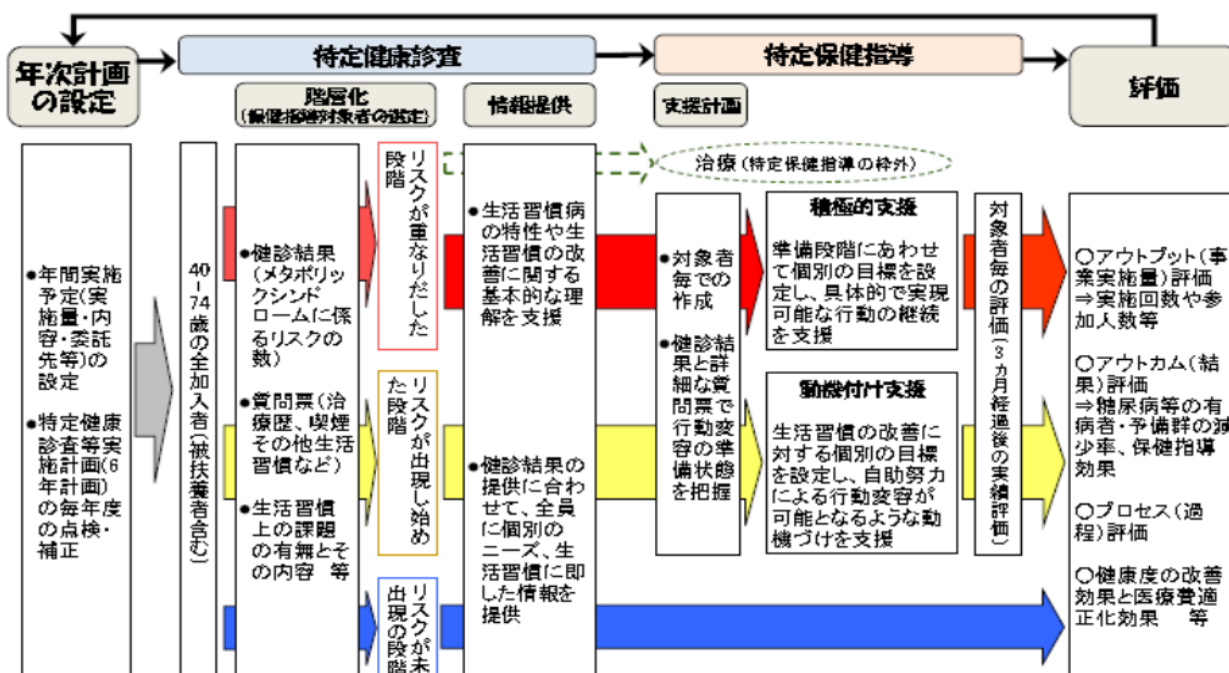 年次計画
の設定
特定健康診査
特定保健指導
評価
階層化
(保健指導対象者の選定)
情報提供
支援計画
●年間実施
予定(実
施量・内
容・委託
先等)の
設定
●特定健康
診査等実
施計画(6
年計画)
の毎年度
の点検・
補正
40-74歳の全加入者(被扶養者含む)
●健診結果
(メタボリッ
クシンド
ロームに係
るリスクの
数)
●質問票(治
療歴、喫煙
その他生活
習慣など)
●生活習慣
上の課題
の有無とそ
の内容 等
リスクが重なりだした
段階
リスクが出現し始め
た段階
リスクが未
出現の段階
●生活習慣病
の特性や生
活習慣の改
善に関する
基本的な理
解を支援
●健診結果の
提供に合わ
せて、全員
に個別の
ニーズ、生
活習慣に即
した情報を
提供
治療(特定保健指導の枠外)
●対象者
毎での
作成
●健診結
果と詳
細な質
問票で
行動変
容の準
備状態
を把握
積極的支援
準備段階にあわせ
て個別の目標を設
定し、具体的で実現
可能な行動の継続
を支援
動機付け支援
生活習慣の改善に
対する個別の目標
を設定し、自助努力
による行動変容が
可能となるような動
機づけを支援
対象者毎の評価(3ヵ月経過後の実績評価)
○アウトプット(事
業実施量)評価
⇒実施回数や参
加人数等
○アウトカム(結
果)評価
⇒糖尿病等の有
病者・予備群の減
少率、保健指導
効果
○プロセス(過
程)評価
○健康度の改善
効果と医療費適
正化効果 等